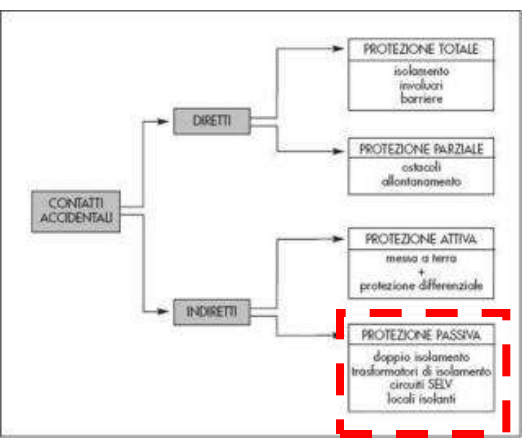 PROTEZIONE TOTALE
isolamento
involucri
barriere
DIRETTI
PROTEZIONE PARZIALE
ostacoli
allontanamento
CONTATTI
ACCIDENTALI
PROTEZIONE ATTIVA
messa a terra
+
protezione differenziale
INDIRETTI
PROTEZIONE PASSIVA
doppio isolamento
trasformatori di isolamento
circuiti SELV
locali isolanti